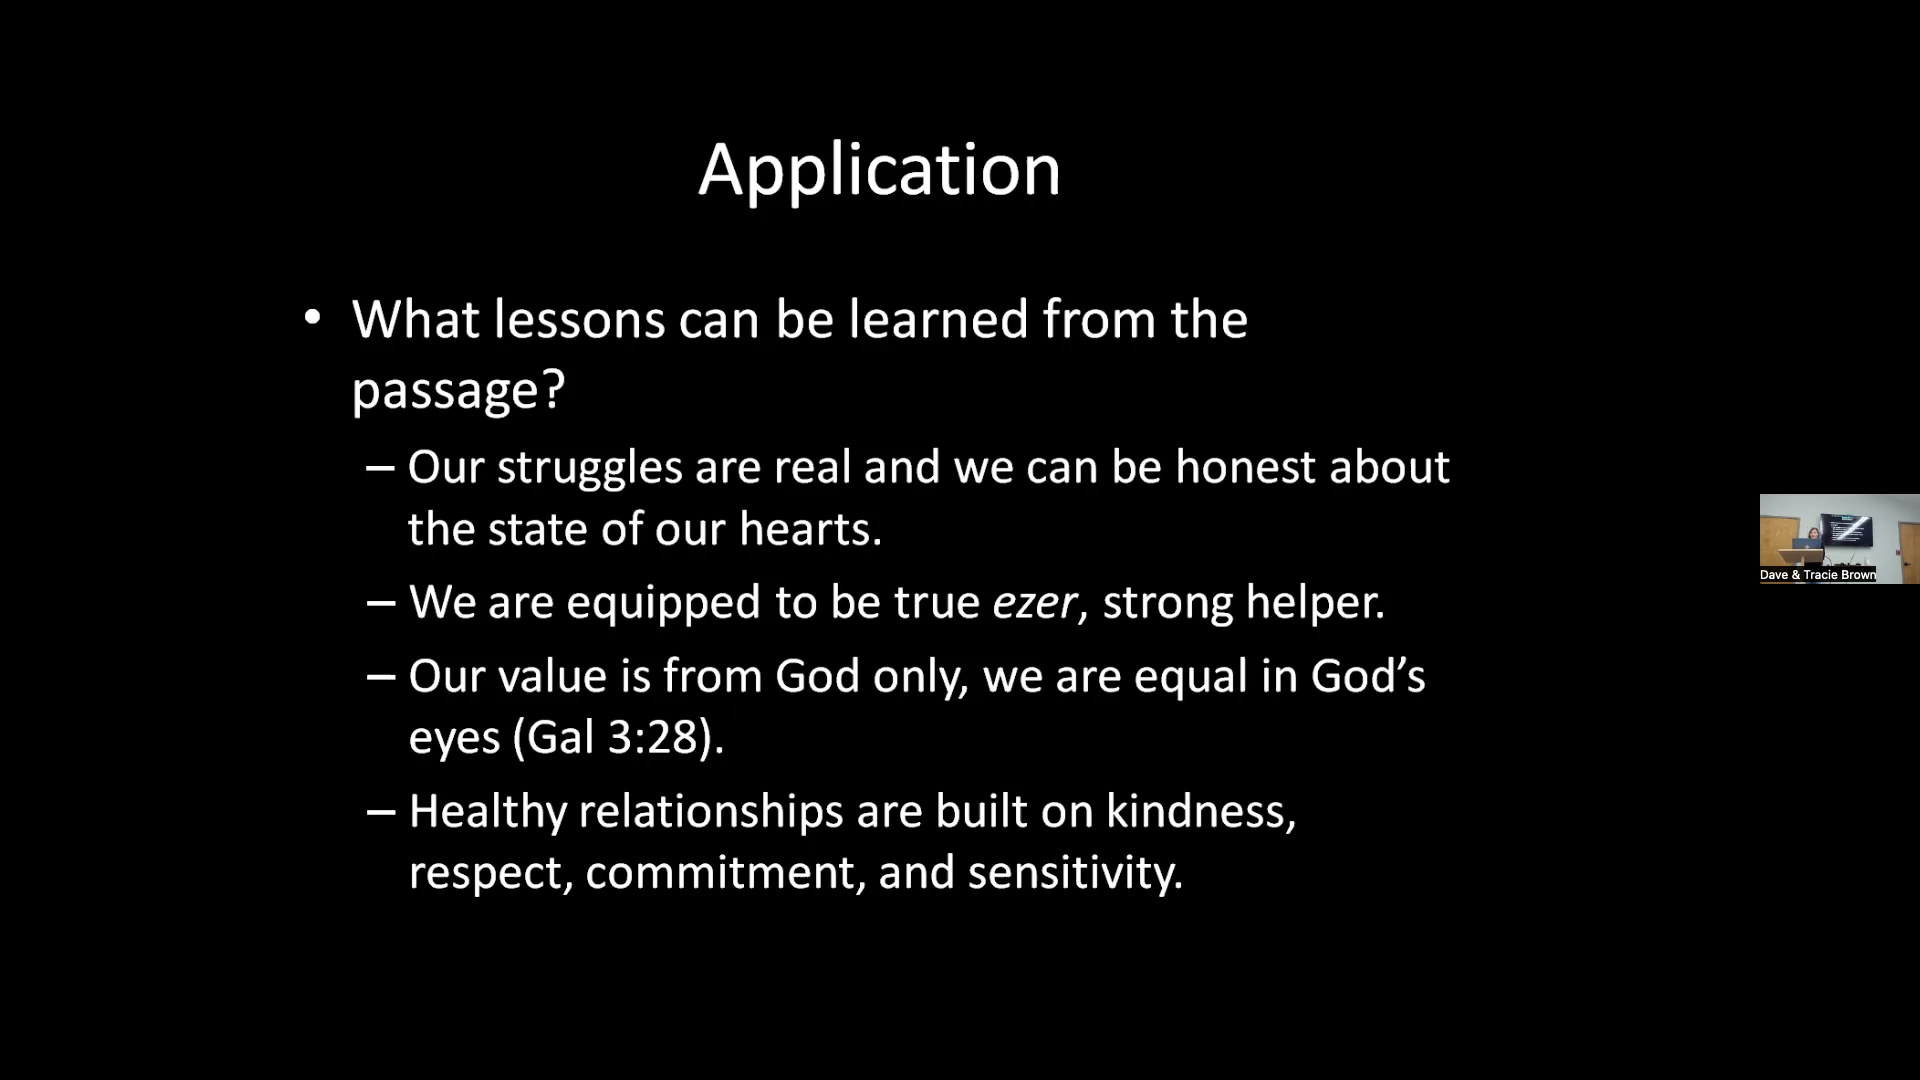 Application
• What lessons can be learned from the
passage?
– Our struggles are real and we can be honest about
the state of our hearts.
– We are equipped to be true ezer, strong helper.
– Our value is from God only, we are equal in God’s
eyes (Gal 3:28).
– Healthy relationships are built on kindness,
respect, commitment, and sensitivity.
Dave & Tracie Brown